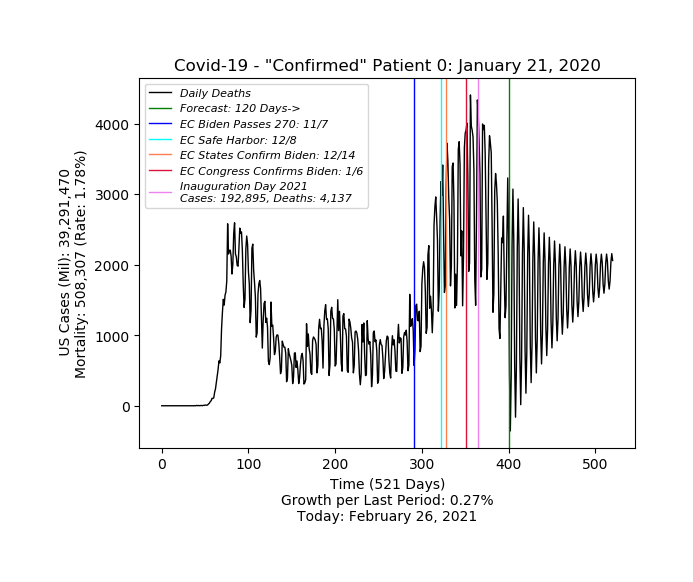 Covid-19 - "Confirmed" Patient 0: January 21, 2020
Daily Deaths
Forecast: 120 Days->
EC Biden Passes 270: 11/7
EC Safe Harbor: 12/8
EC States Confirm Biden: 12/14
EC Congress Confirms Biden: 1/6
Inauguration Day 2021
Cases: 192,895, Deaths: 4,137
US Cases (Mil): 39,291,470
Mortality: 508,307 (Rate: 1.78%)
4000
3000
2000
1000
0
0 100 200 300 400 500
Time (521 Days)
Growth per Last Period: 0.27%
Today: February 26, 2021